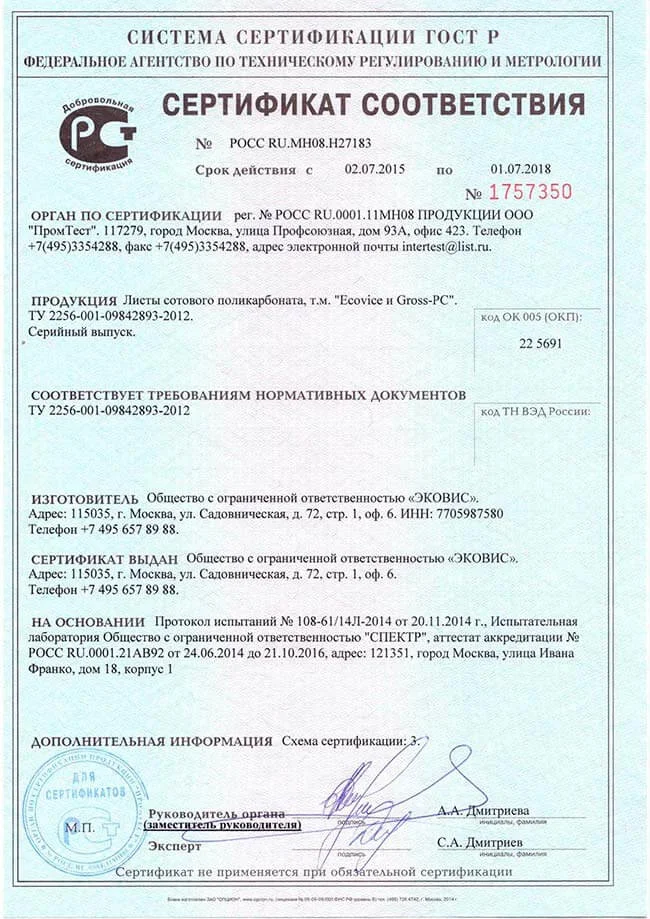 СИСТЕМА СЕРТИФИКАЦИИ ГОСТ Р
ФЕДЕРАЛЬНОЕ АГЕНТСТВО ПО ТЕХНИЧЕСКОМУ РЕГУЛИРОВАНИЮ И МЕТРОЛОГИИ
Добровольная
РСТ
сертификация
СЕРТИФИКАТ СООТВЕТСТВИЯ
№ РОСС RU.МН08.Н27183
Срок действия с 02.07.2015 по 01.07.2018
№ 1757350
ОРГАН ПО СЕРТИФИКАЦИИ рег. № РОСС RU.0001.11МН08 ПРОДУКЦИИ ООО
"ПромТест". 117279, город Москва, улица Профсоюзная, дом 93А, офис 423. Телефон
+7(495)3354288, факс +7(495)3354288, адрес электронной почты intertest@list.ru.
ПРОДУКЦИЯ Листы сотового поликарбоната, т.м. "Ecovice и Gross-PC".
ТУ 2256-001-09842893-2012.
Серийный выпуск.
код ОК 005 (ОКП):
22 5691
СООТВЕТСТВУЕТ ТРЕБОВАНИЯМ НОРМАТИВНЫХ ДОКУМЕНТОВ
ТУ 2256-001-09842893-2012
код ТН ВЭД России:
ИЗГОТОВИТЕЛЬ Общество с ограниченной ответственностью «ЭКОВИС».
Адрес: 115035, г. Москва, ул. Садовническая, д. 72, стр. 1, оф. 6. ИНН: 7705987580
Телефон +7 495 657 89 88.
СЕРТИФИКАТ ВЫДАН Общество с ограниченной ответственностью «ЭКОВИС».
Адрес: 115035, г. Москва, ул. Садовническая, д. 72, стр. 1, оф. 6.
Телефон +7 495 657 89 88.
НА ОСНОВАНИИ Протокол испытаний № 108-61/14Л-2014 от 20.11.2014 г., Испытательная
лаборатория Общество с ограниченной ответственностью "СПЕКТР", аттестат аккредитации №
РОСС RU.0001.21АВ92 от 24.06.2014 до 21.10.2016, адрес: 121351, город Москва, улица Ивана
Франко, дом 18, корпус 1
ДОПОЛНИТЕЛЬНАЯ ИНФОРМАЦИЯ Схема сертификации: 3.
ДЛЯ
СЕРТИФИКАТОВ
М.П.
Руководитель органа
(заместитель руководителя)
подпись
А.А. Дмитриева
инициалы, фамилия
Эксперт
подпись
С.А. Дмитриев
инициалы, фамилия
Сертификат не применяется при обязательной сертификации